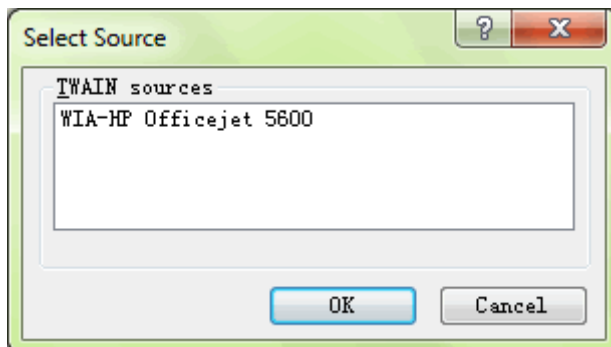 Select Source
?
TWAIN sources
WIA-HP Officejet 5600
OK
Cancel